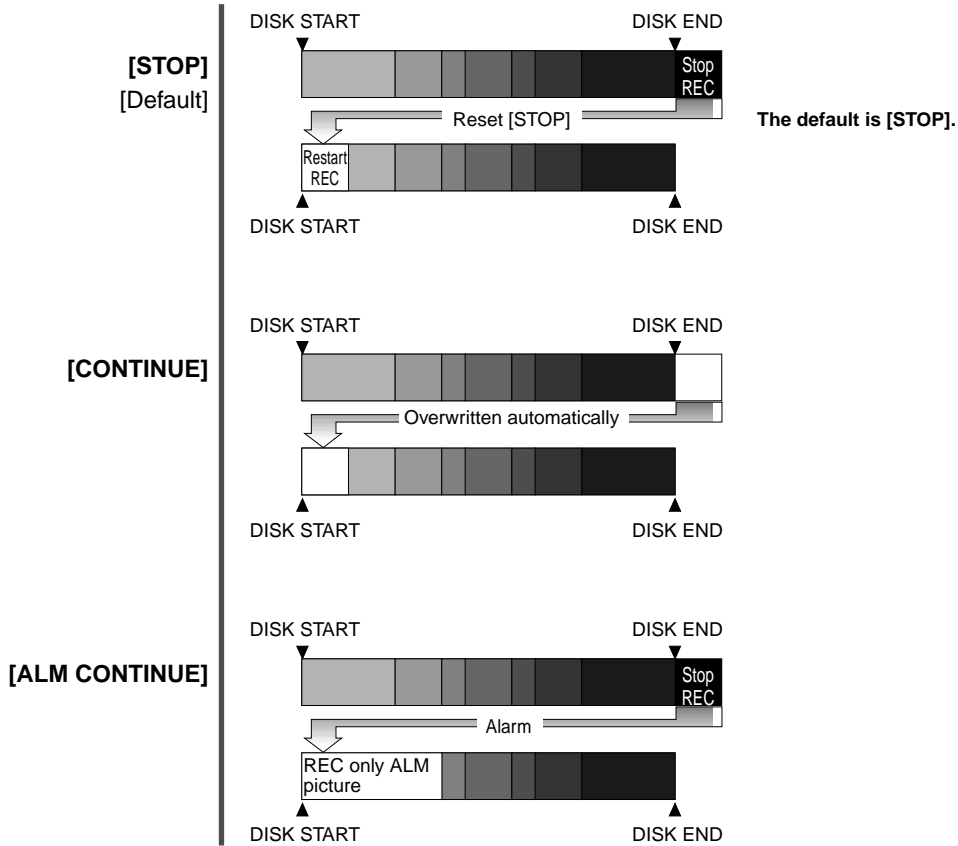 DISK START
DISK END
[STOP]
[Default]
Stop
REC
Reset [STOP]
The default is [STOP].
Restart
REC
DISK START
DISK END
DISK START
DISK END
[CONTINUE]
Overwritten automatically
DISK START
DISK END
DISK START
DISK END
[ALM CONTINUE]
Stop
REC
Alarm
REC only ALM
picture
DISK START
DISK END